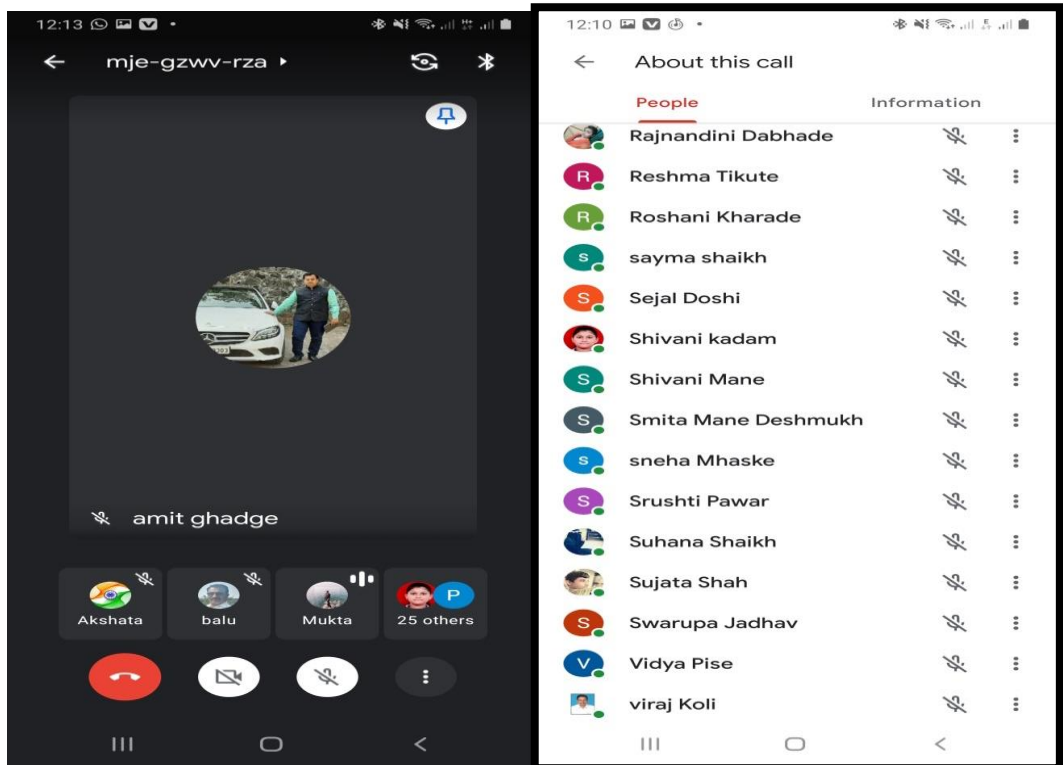 12:13
mje-gzwv-rza
amit ghadge
Akshata
balu
Mukta
P
25 others
12:10
About this call
People
Information
Rajnandini Dabhade
R
Reshma Tikute
R
Roshani Kharade
s
sayma shaikh
S
Sejal Doshi
Shivani kadam
S
Shivani Mane
S
Smita Mane Deshmukh
s
sneha Mhaske
S
Srushti Pawar
Suhana Shaikh
Sujata Shah
S
Swarupa Jadhav
V
Vidya Pise
viraj Koli